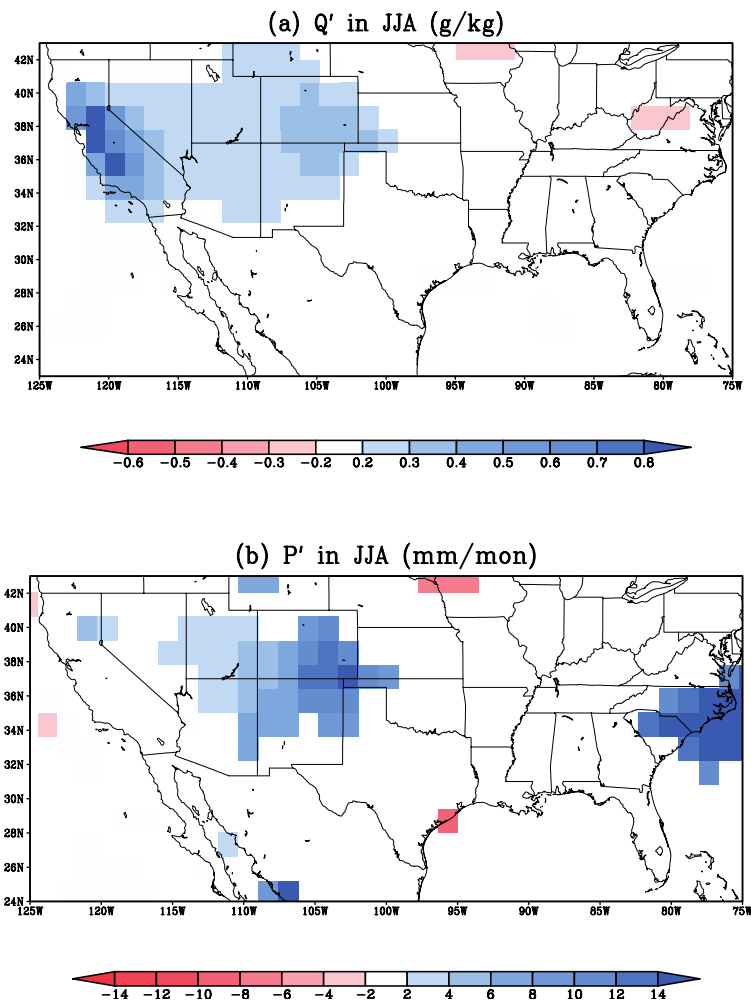 (a) Q' in JJA (g/kg)
42N
40N
38N
36N
34N
32N
30N
28N
26N
24N
125W 120W 115W 110W 105W 100W 95W 90W 85W 80W 75W
-0.6 -0.5 -0.4 -0.3 -0.2 0.2 0.3 0.4 0.5 0.6 0.7 0.8
(b) P' in JJA (mm/mon)
42N
40N
38N
36N
34N
32N
30N
28N
26N
24N
125W 120W 115W 110W 105W 100W 95W 90W 85W 80W 75W
-14 -12 -10 -8 -6 -4 -2 2 4 6 8 10 12 14